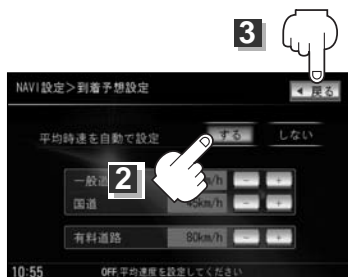 3
NAVI設定>到着予想設定
◀ 戻る
平均時速を自動で設定 する しない
2
一般道 km/h - +
国道 45km/h - +
有料道路 80km/h - +
10:55 OFF.平均速度を設定してください